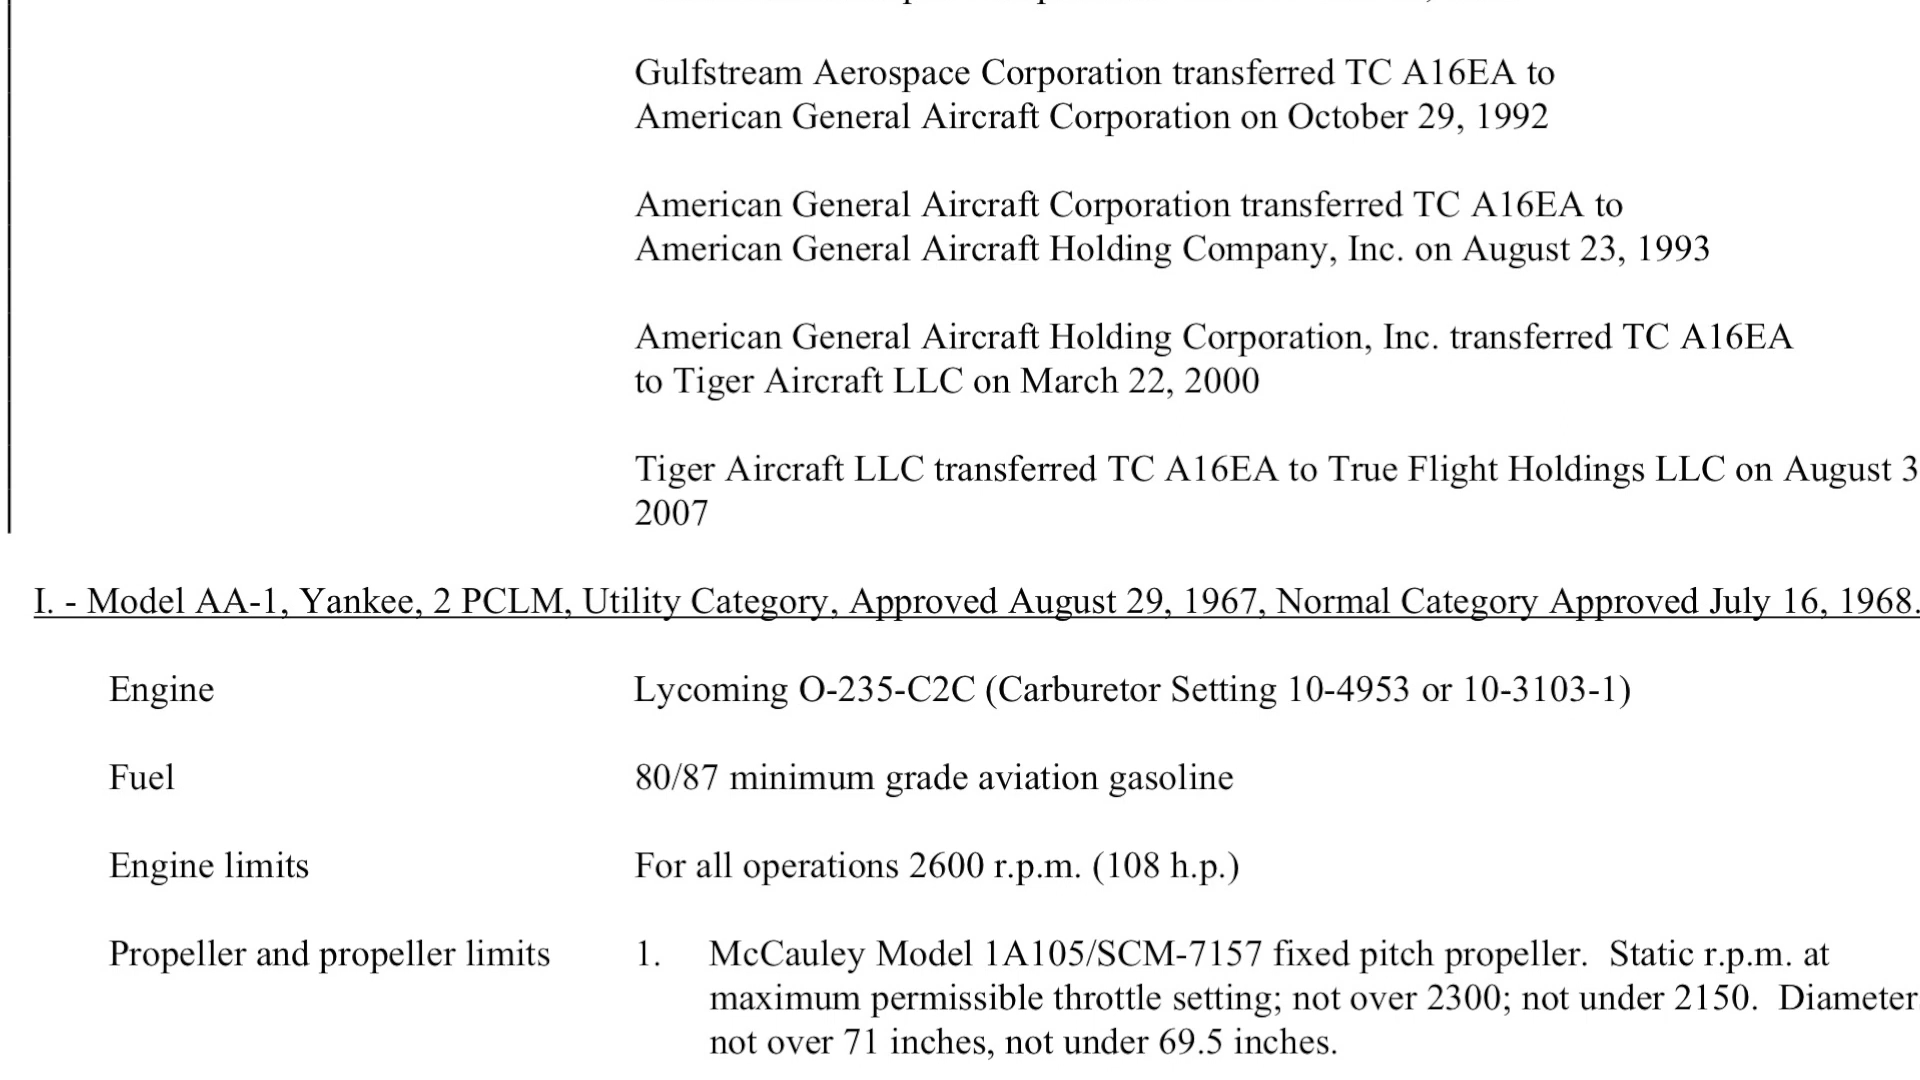 Gulfstream Aerospace Corporation transferred TC A16EA to
American General Aircraft Corporation on October 29, 1992
American General Aircraft Corporation transferred TC A16EA to
American General Aircraft Holding Company, Inc. on August 23, 1993
American General Aircraft Holding Corporation, Inc. transferred TC A16EA
to Tiger Aircraft LLC on March 22, 2000
Tiger Aircraft LLC transferred TC A16EA to True Flight Holdings LLC on August 3
2007
I. - Model AA-1, Yankee, 2 PCLM, Utility Category, Approved August 29, 1967, Normal Category Approved July 16, 1968.
Engine Lycoming O-235-C2C (Carburetor Setting 10-4953 or 10-3103-1)
Fuel 80/87 minimum grade aviation gasoline
Engine limits For all operations 2600 r.p.m. (108 h.p.)
Propeller and propeller limits 1. McCauley Model 1A105/SCM-7157 fixed pitch propeller. Static r.p.m. at
maximum permissible throttle setting; not over 2300; not under 2150. Diameter
not over 71 inches, not under 69.5 inches.